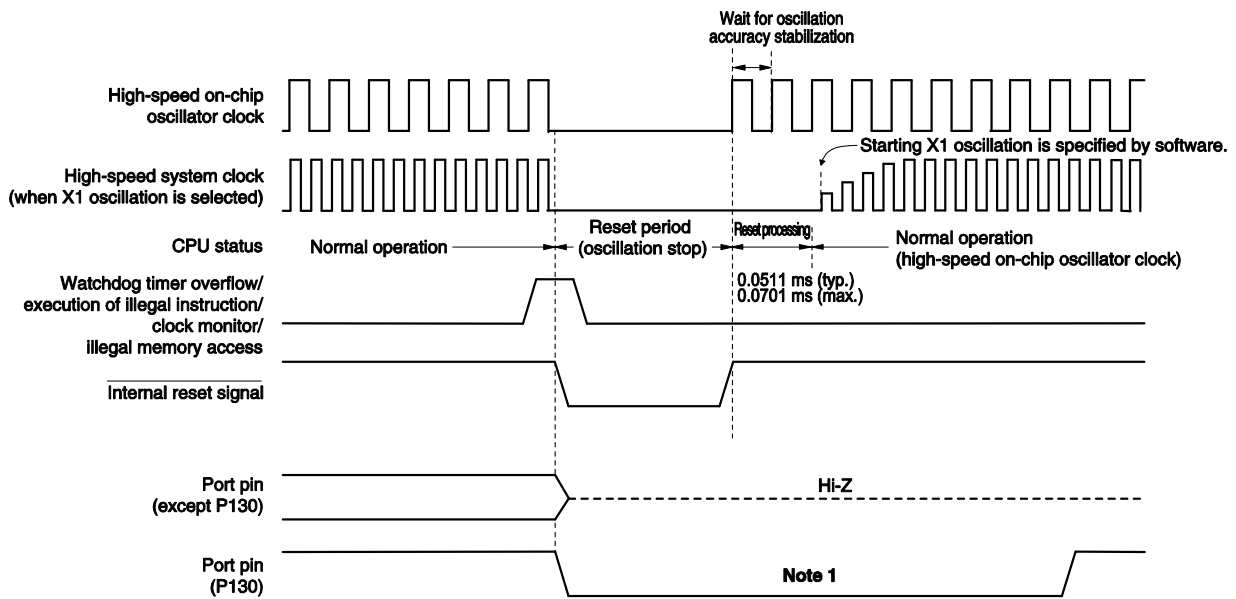 Wait for oscillation
accuracy stabilization
High-speed on-chip
oscillator clock
Starting X1 oscillation is specified by software.
High-speed system clock
(when X1 oscillation is selected)
CPU status
Normal operation
Reset period
(oscillation stop)
Reset processing
Normal operation
(high-speed on-chip oscillator clock)
0.0511 ms (typ.)
0.0701 ms (max.)
Watchdog timer overflow/
execution of illegal instruction/
clock monitor/
illegal memory access
Internal reset signal
Port pin
(except P130)
Hi-Z
Port pin
(P130)
Note 1